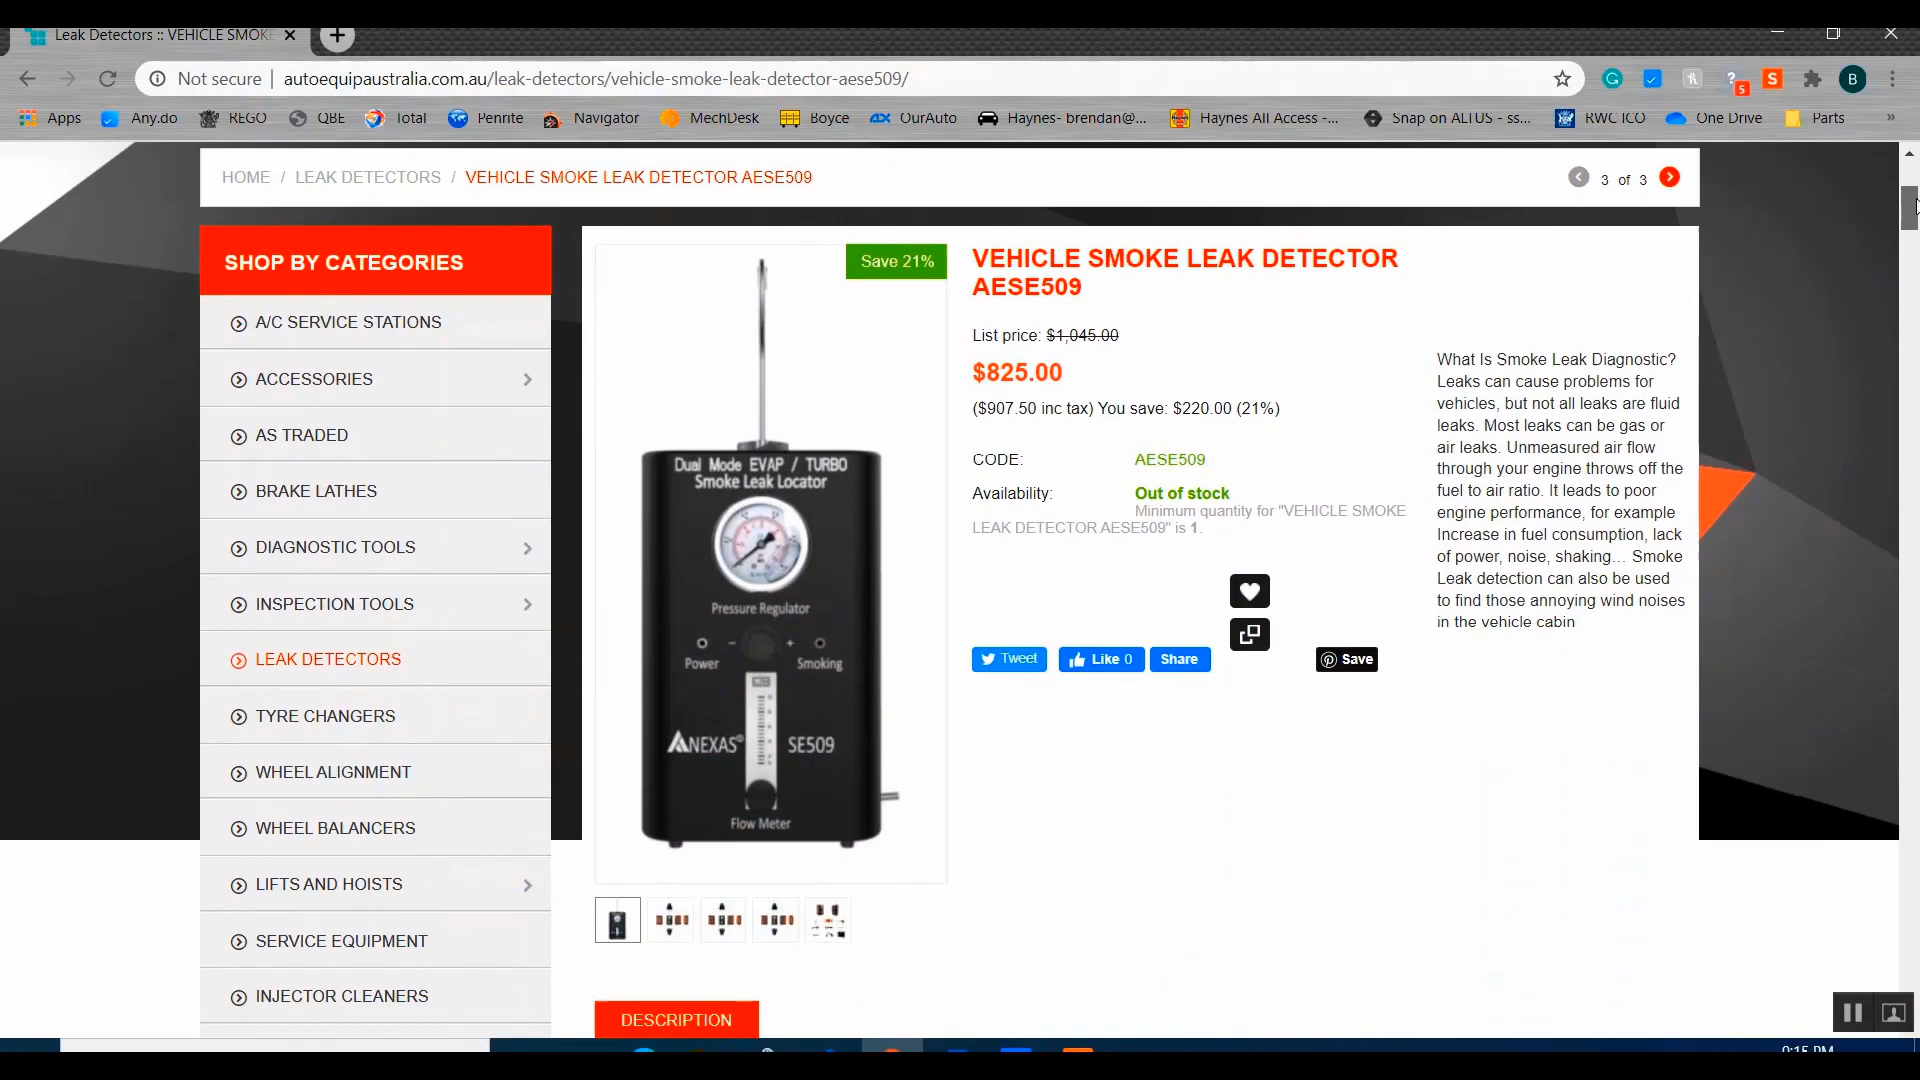 Leak Detectors :: VEHICLE SMOKE
Not secure | autoequipaustralia.com.au/leak-detectors/vehicle-smoke-leak-detector-aese509/
5 S B
Apps Any.do REGO QBE Total Penrite Navigator MechDesk Boyce OurAuto Haynes- brendan@... Haynes All Access -... Snap on ALTUS - ss... RWC ICO One Drive Parts »
HOME / LEAK DETECTORS / VEHICLE SMOKE LEAK DETECTOR AESE509
3 of 3
SHOP BY CATEGORIES
A/C SERVICE STATIONS
ACCESSORIES
AS TRADED
BRAKE LATHES
DIAGNOSTIC TOOLS
INSPECTION TOOLS
LEAK DETECTORS
TYRE CHANGERS
WHEEL ALIGNMENT
WHEEL BALANCERS
LIFTS AND HOISTS
SERVICE EQUIPMENT
INJECTOR CLEANERS
Save 21%
Dual Mode EVAP / TURBO
Smoke Leak Locator
Pressure Regulator
- +
Power Smoking
ANEXAS® SE509
Flow Meter
DESCRIPTION
VEHICLE SMOKE LEAK DETECTOR
AESE509
List price: $1,045.00
$825.00
($907.50 inc tax) You save: $220.00 (21%)
CODE: AESE509
Availability: Out of stock
Minimum quantity for "VEHICLE SMOKE
LEAK DETECTOR AESE509" is 1.
Tweet Like 0 Share Save
What Is Smoke Leak Diagnostic?
Leaks can cause problems for
vehicles, but not all leaks are fluid
leaks. Most leaks can be gas or
air leaks. Unmeasured air flow
through your engine throws off the
fuel to air ratio. It leads to poor
engine performance, for example
Increase in fuel consumption, lack
of power, noise, shaking... Smoke
Leak detection can also be used
to find those annoying wind noises
in the vehicle cabin